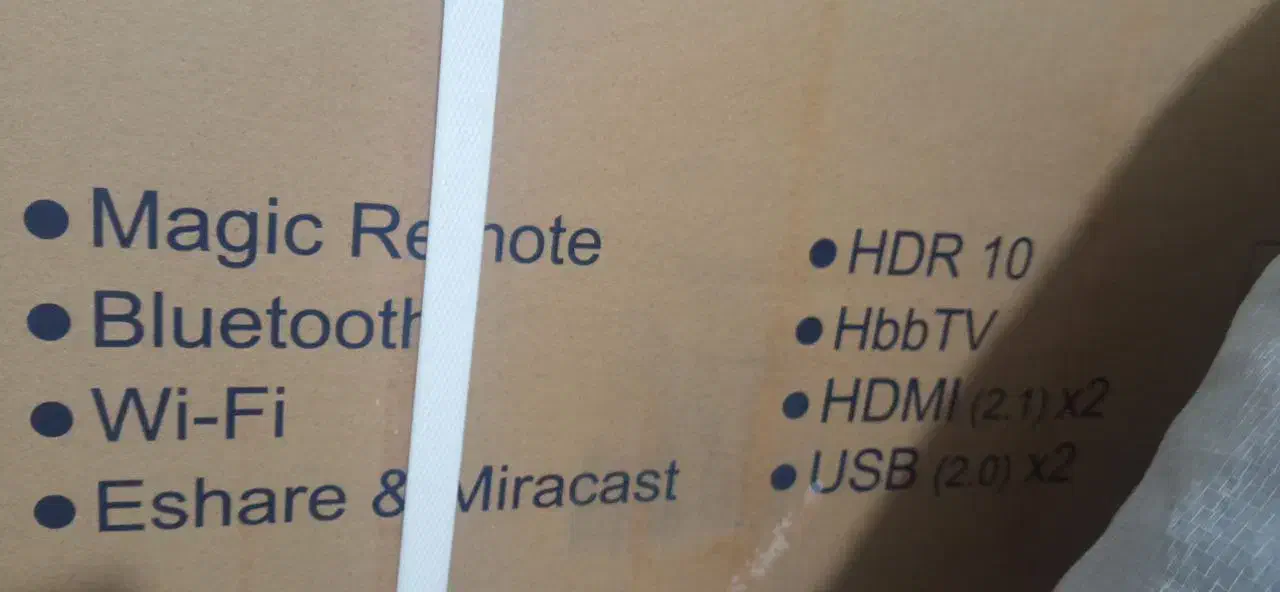 • Magic Remote
• Bluetooth
• Wi-Fi
• Eshare & Miracast
• HDR 10
• HbbTV
• HDMI (2.1) x2
• USB (2.0) x2